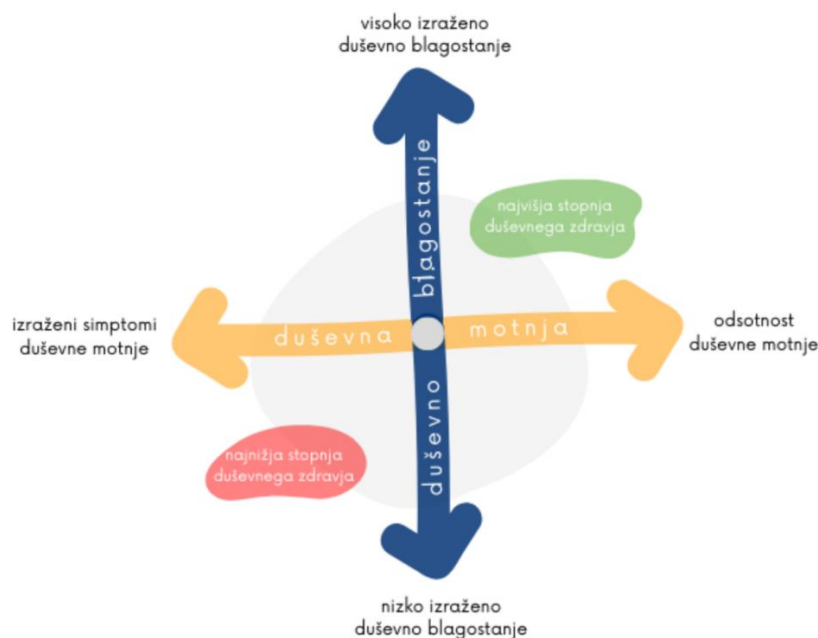 visoko izraženo
duševno blagostanje
najvišja stopnja
duševnega zdravja
izraženi simptomi
duševne motnje
duševna motnja
odsotnost
duševne motnje
duševno blagostanje
najnižja stopnja
duševnega zdravja
nizko izraženo
duševno blagostanje